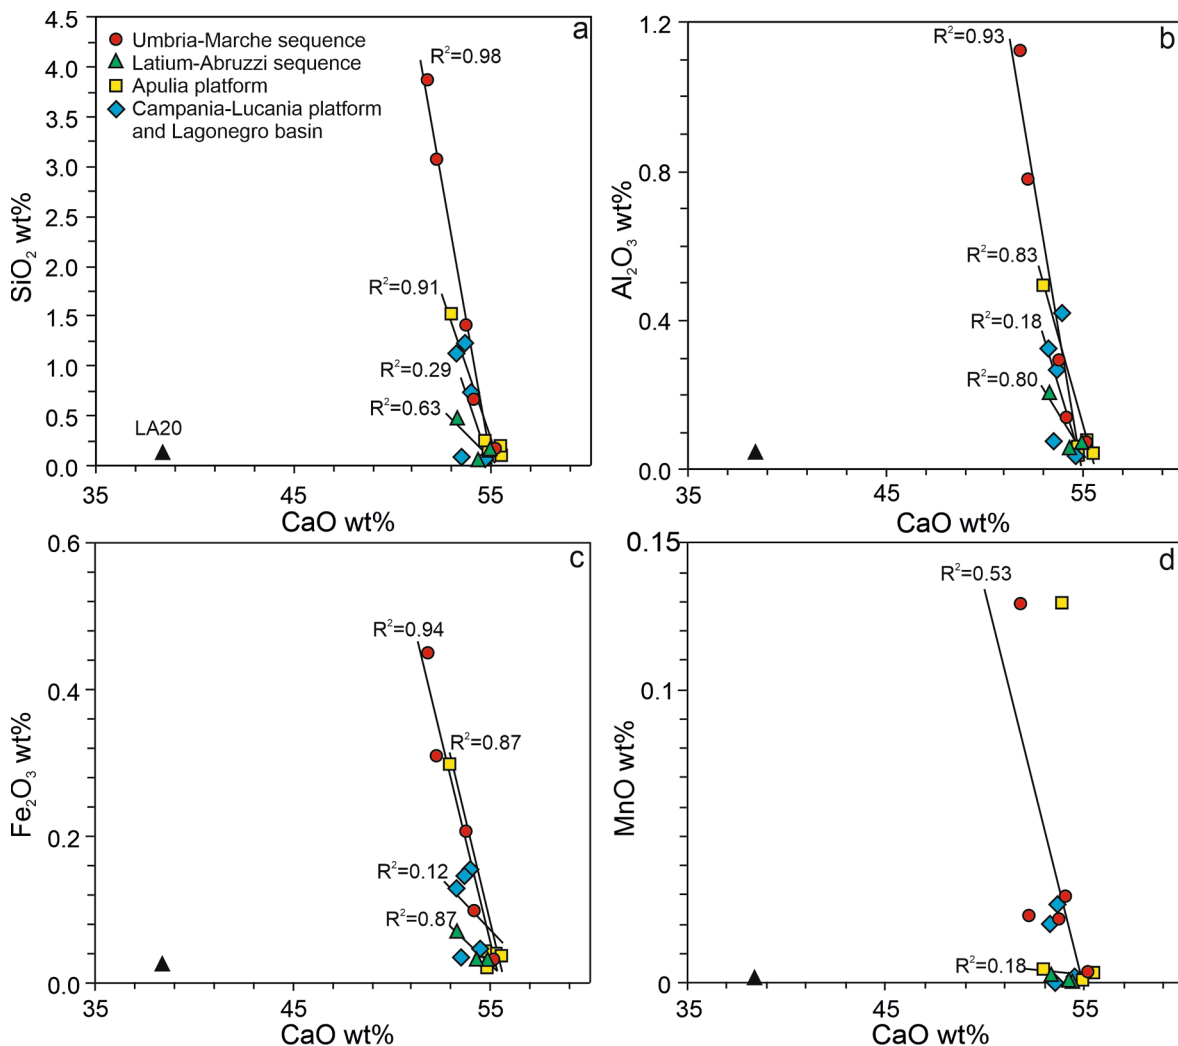 a
Umbria-Marche sequence
Latium-Abruzzi sequence
Apulia platform
Campania-Lucania platform
and Lagonegro basin
R²=0.98
R²=0.91
R²=0.29
R²=0.63
LA20
SiO₂ wt%
4.5
4.0
3.5
3.0
2.5
2.0
1.5
1.0
0.5
0.0
35
45
55
CaO wt%
b
R²=0.93
R²=0.83
R²=0.18
R²=0.80
Al₂O₃ wt%
1.2
0.8
0.4
0.0
35
45
55
CaO wt%
c
R²=0.94
R²=0.87
R²=0.12
R²=0.87
Fe₂O₃ wt%
0.6
0.4
0.2
0.0
35
45
55
CaO wt%
d
R²=0.53
R²=0.18
MnO wt%
0.15
0.1
0
35
45
55
CaO wt%